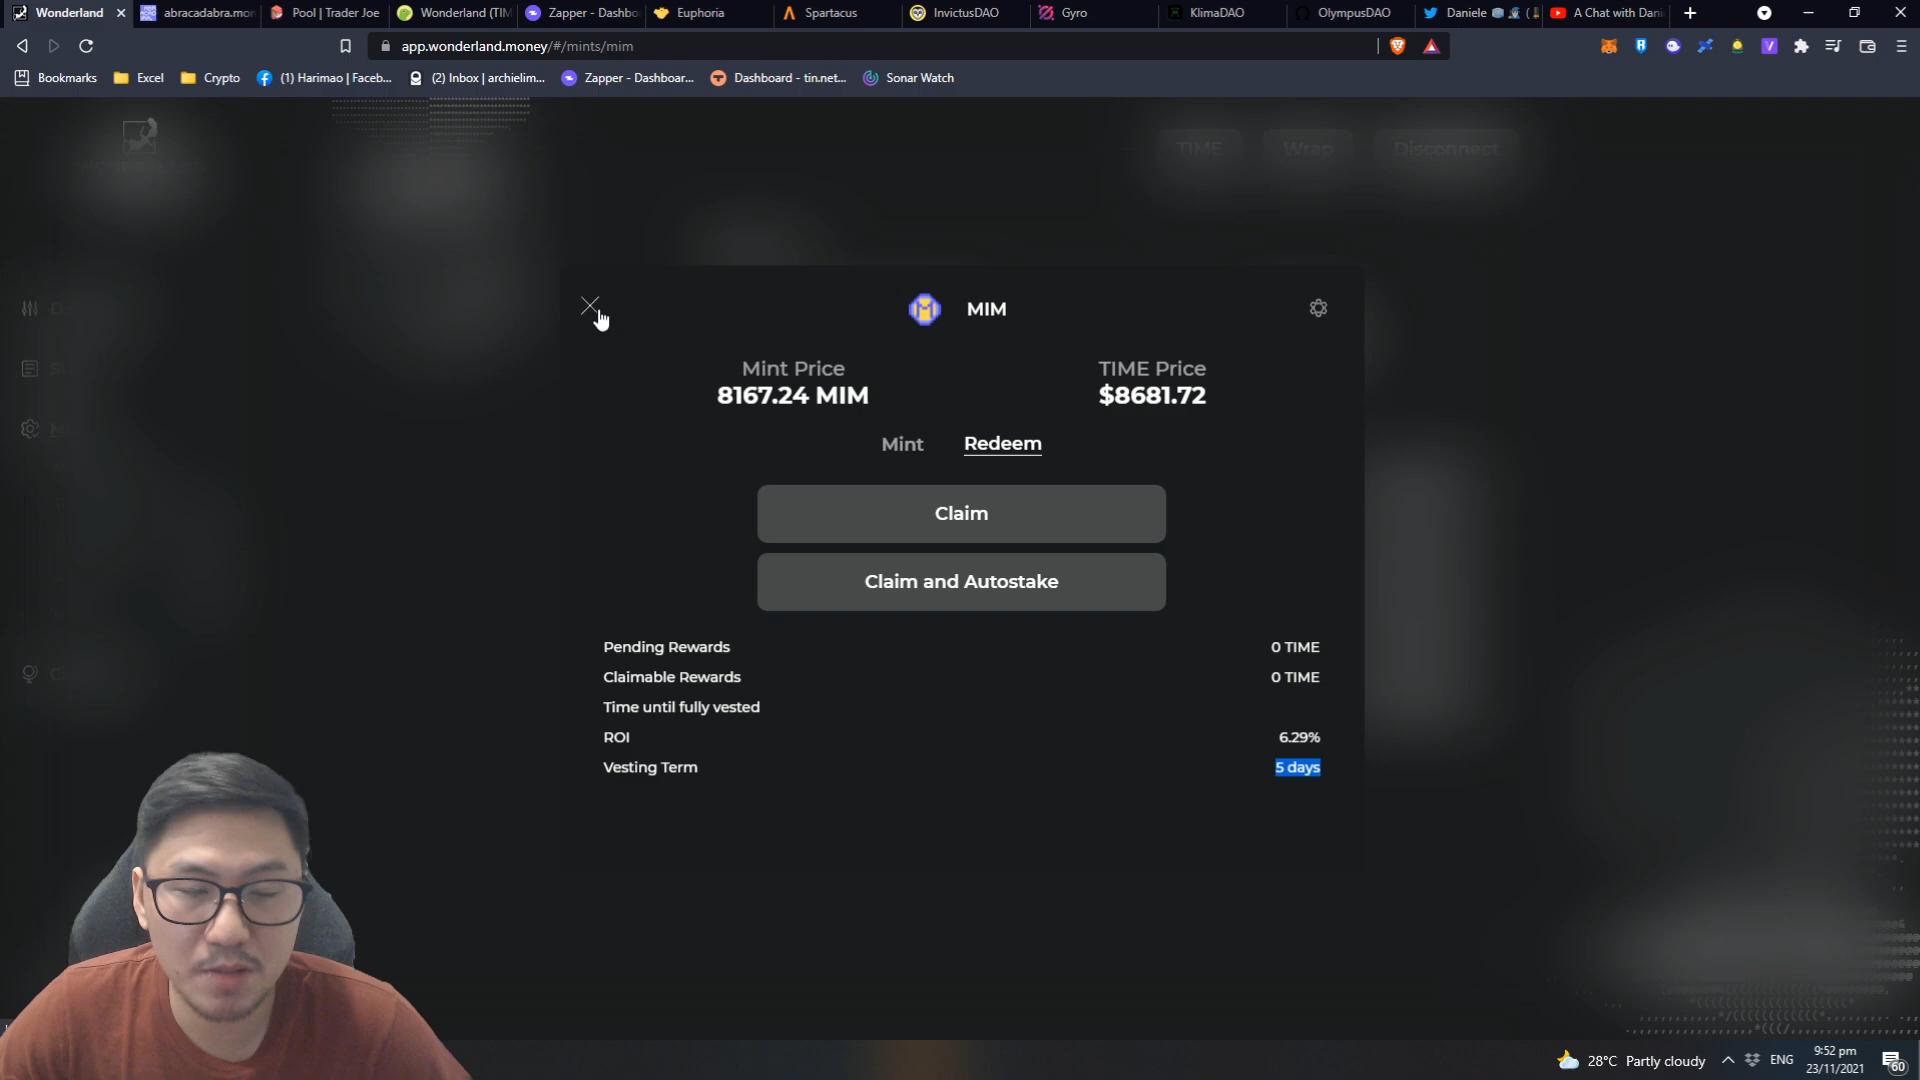 Wonderland
abracadabra.mon
Pool | Trader Joe
Wonderland (TIM
Zapper - Dashbo
Euphoria
Spartacus
InvictusDAO
Gyro
KlimaDAO
OlympusDAO
Daniele
A Chat with Dani
app.wonderland.money/#/mints/mim
Bookmarks
Excel
Crypto
(1) Harimao | Faceb...
(2) Inbox | archielim...
Zapper - Dashboar...
Dashboard - tin.net...
Sonar Watch
TIME
Wrap
Disconnect
MIM
Mint Price
8167.24 MIM
TIME Price
$8681.72
Mint
Redeem
Claim
Claim and Autostake
Pending Rewards
0 TIME
Claimable Rewards
0 TIME
Time until fully vested
ROI
6.29%
Vesting Term
5 days
28°C Partly cloudy
ENG
9:52 pm
23/11/2021
60